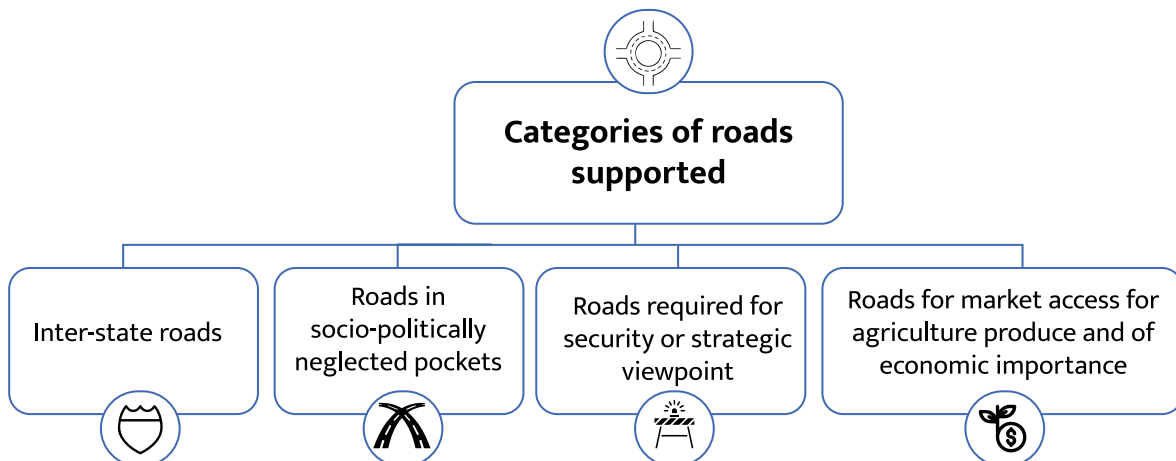 Categories of roads
supported
Inter-state roads
Roads in
socio-politically
neglected pockets
Roads required for
security or strategic
viewpoint
Roads for market access for
agriculture produce and of
economic importance
$